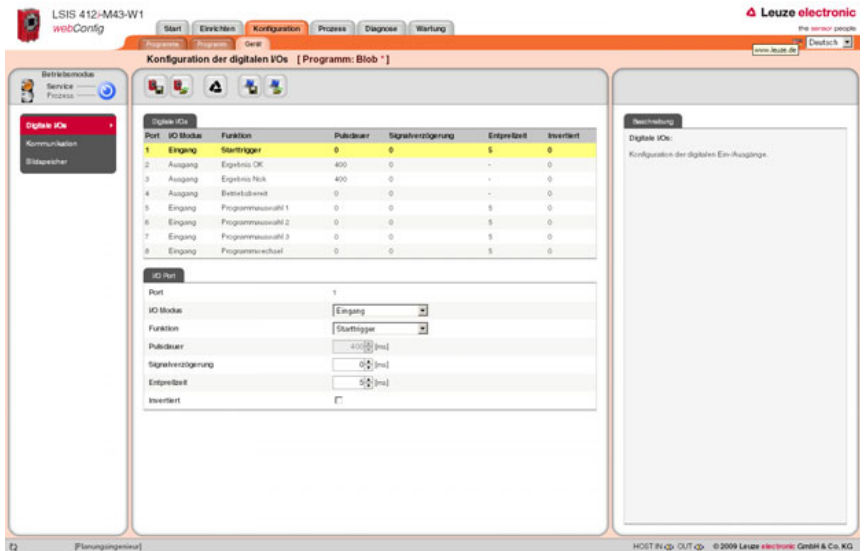 LSIS 412i-M43-W1
webConfig
Start Einrichten Konfiguration Prozess Diagnose Wartung
Leuze electronic
the sensor people
Programme Programm Gerät
www.leuze.de
Deutsch
Konfiguration der digitalen I/Os [Programm: Blob *]
Betriebsmodus
Service
Prozess
Digitale I/Os
Kommunikation
Bildspeicher
Digitale I/Os
Port I/O Modus Funktion Pulsdauer Signalverzögerung Entprellzeit Invertiert
1 Eingang Starttrigger 0 0 5 0
2 Ausgang Ergebnis OK 400 0 - 0
3 Ausgang Ergebnis Nok 400 0 - 0
4 Ausgang Betriebsbereit 0 0 - 0
5 Eingang Programmauswahl 1 0 0 5 0
6 Eingang Programmauswahl 2 0 0 5 0
7 Eingang Programmauswahl 3 0 0 5 0
8 Eingang Programmwechsel 0 0 5 0
I/O Port
Port 1
I/O Modus Eingang
Funktion Starttrigger
Pulsdauer 400 [ms]
Signalverzögerung 0 [ms]
Entprellzeit 5 [ms]
Invertiert
Beschreibung
Digitale I/Os:
Konfiguration der digitalen Ein-/Ausgänge.
[Planungsingenieur]
HOST IN OUT © 2009 Leuze electronic GmbH & Co. KG